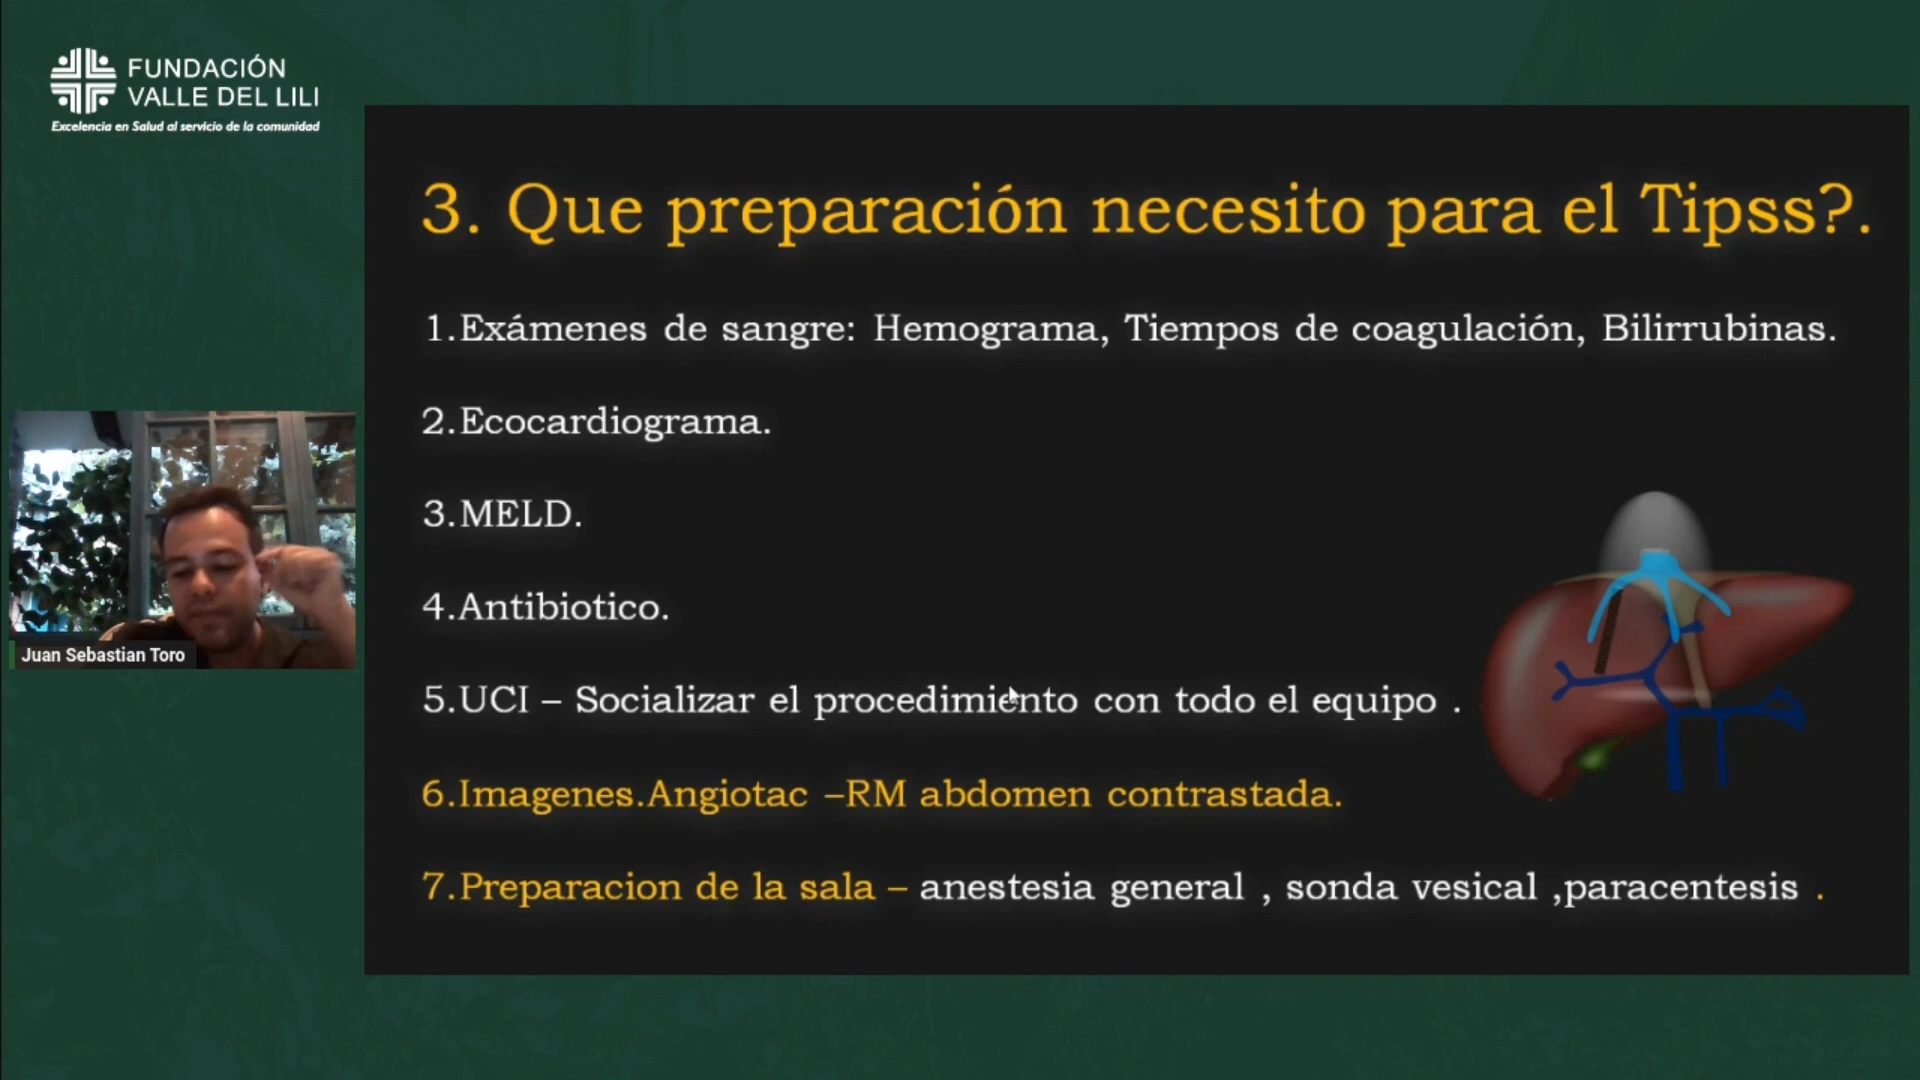 FUNDACIÓN
VALLE DEL LILI
Excelencia en Salud al servicio de la comunidad
3. Que preparación necesito para el Tipss?.
1.Exámenes de sangre: Hemograma, Tiempos de coagulación, Bilirrubinas.
2.Ecocardiograma.
3.MELD.
4.Antibiotico.
5.UCI – Socializar el procedimiento con todo el equipo .
6.Imagenes.Angiotac –RM abdomen contrastada.
7.Preparacion de la sala – anestesia general , sonda vesical ,paracentesis .
Juan Sebastian Toro